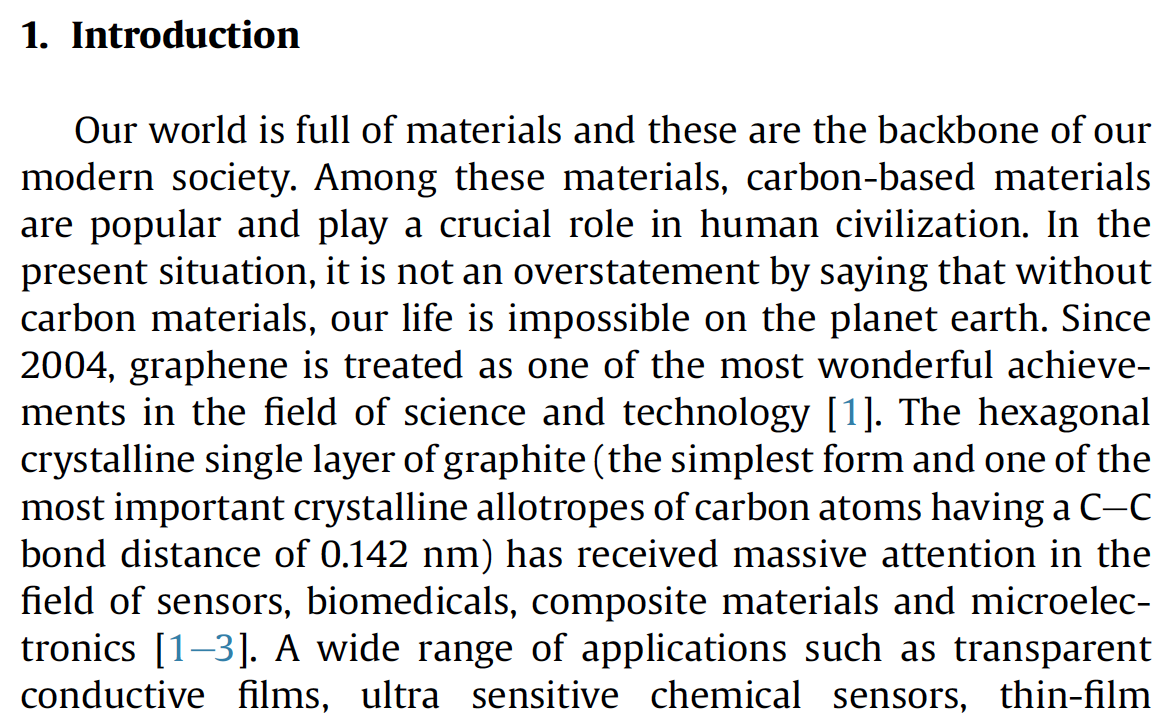 1. Introduction
Our world is full of materials and these are the backbone of our
modern society. Among these materials, carbon-based materials
are popular and play a crucial role in human civilization. In the
present situation, it is not an overstatement by saying that without
carbon materials, our life is impossible on the planet earth. Since
2004, graphene is treated as one of the most wonderful achieve-
ments in the field of science and technology [1]. The hexagonal
crystalline single layer of graphite (the simplest form and one of the
most important crystalline allotropes of carbon atoms having a C–C
bond distance of 0.142 nm) has received massive attention in the
field of sensors, biomedicals, composite materials and microelec-
tronics [1–3]. A wide range of applications such as transparent
conductive films, ultra sensitive chemical sensors, thin-film